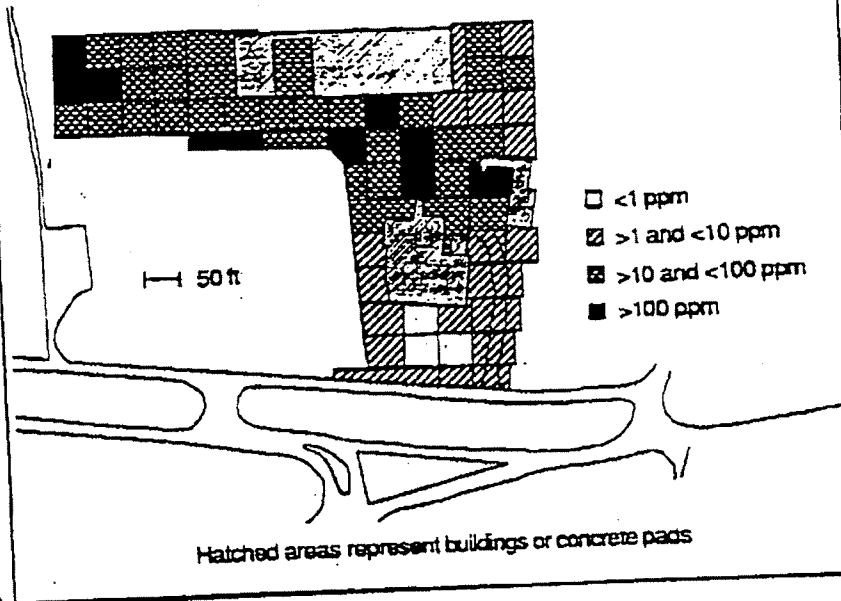 <1 ppm
>1 and <10 ppm
50 ft
>10 and <100 ppm
>100 ppm
Hatched areas represent buildings or concrete pads